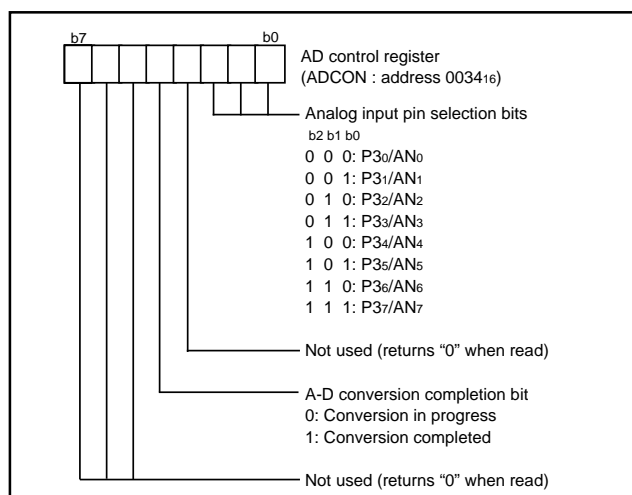 b7 b0
AD control register
(ADCON : address 0034₁₆)
Analog input pin selection bits
b2 b1 b0
0 0 0: P3₀/AN₀
0 0 1: P3₁/AN₁
0 1 0: P3₂/AN₂
0 1 1: P3₃/AN₃
1 0 0: P3₄/AN₄
1 0 1: P3₅/AN₅
1 1 0: P3₆/AN₆
1 1 1: P3₇/AN₇
Not used (returns “0” when read)
A-D conversion completion bit
0: Conversion in progress
1: Conversion completed
Not used (returns “0” when read)